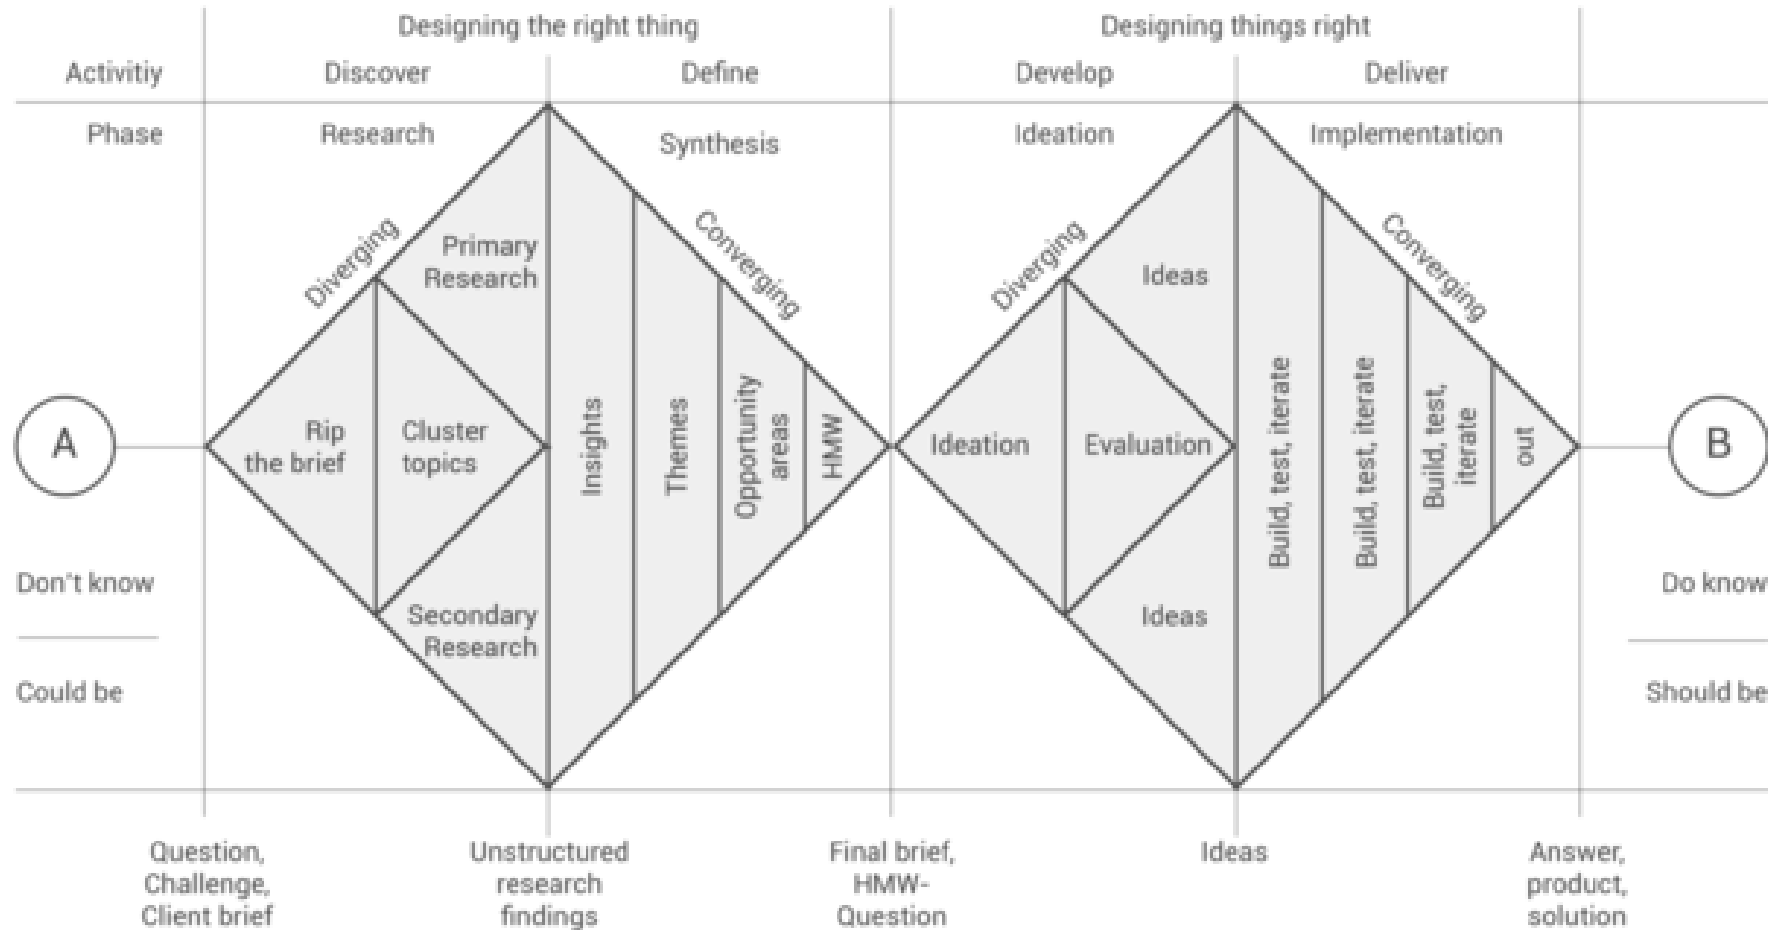 Designing the right thing
Designing things right
Activitiy
Discover
Define
Develop
Deliver
Phase
Research
Synthesis
Ideation
Implementation
Diverging
Converging
Diverging
Converging
Primary
Research
Ideas
A
Rip
the brief
Cluster
topics
Insights
Themes
Opportunity
areas
HMW
Ideation
Evaluation
Build, test, iterate
Build, test, iterate
Build, test,
iterate
out
B
Secondary
Research
Ideas
Don't know
Could be
Do know
Should be
Question,
Challenge,
Client brief
Unstructured
research
findings
Final brief,
HMW-
Question
Ideas
Answer,
product,
solution